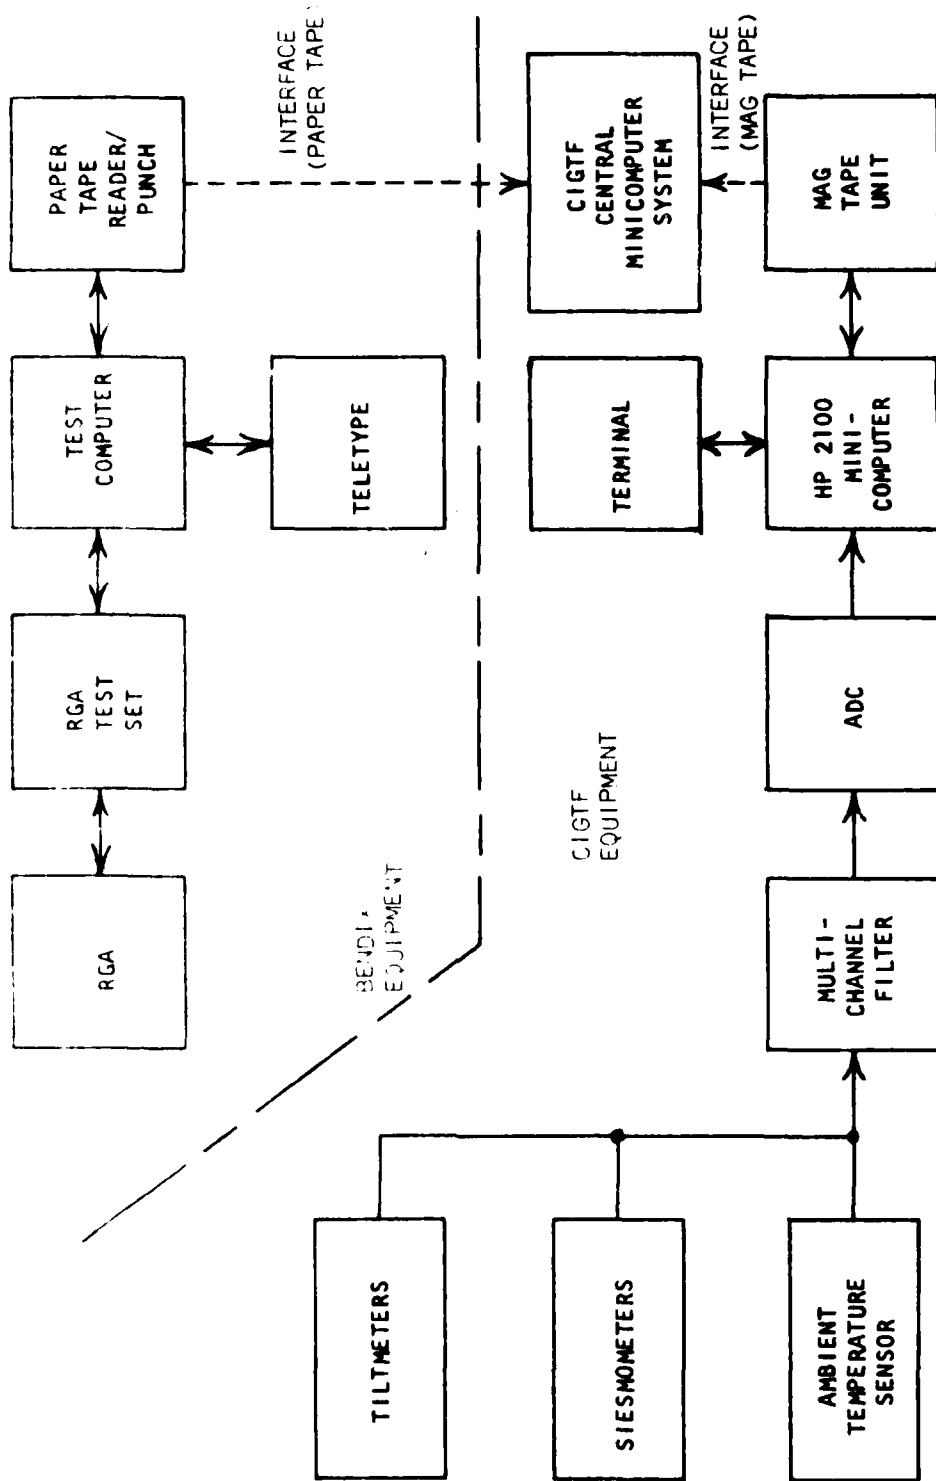 RGA
RGA
TEST
SET
TEST
COMPUTER
PAPER
TAPE
READER/
PUNCH
TELETYPE
INTERFACE
(PAPER TAPE)
EQUIPMENT
CIGTF
EQUIPMENT
TILTMETERS
SIESMOMETERS
AMBIENT
TEMPERATURE
SENSOR
MULTI-
CHANNEL
FILTER
ADC
TERMINAL
HP 2100
MINI-
COMPUTER
CIGTF
CENTRAL
MINICOMPUTER
SYSTEM
INTERFACE
(MAG TAPE)
MAG
TAPE
UNIT